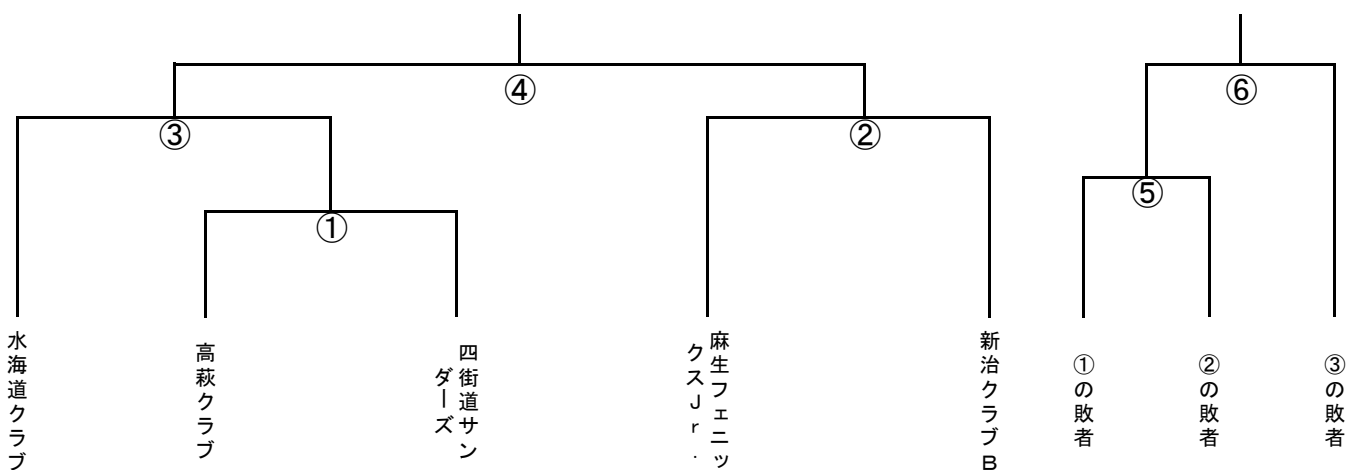 ④
⑥
③
②
⑤
①
水海道クラブ
高萩クラブ
四街道サン
ダーズ
麻生フェニッ
クスJr.
新治クラブB
①の敗者
②の敗者
③の敗者